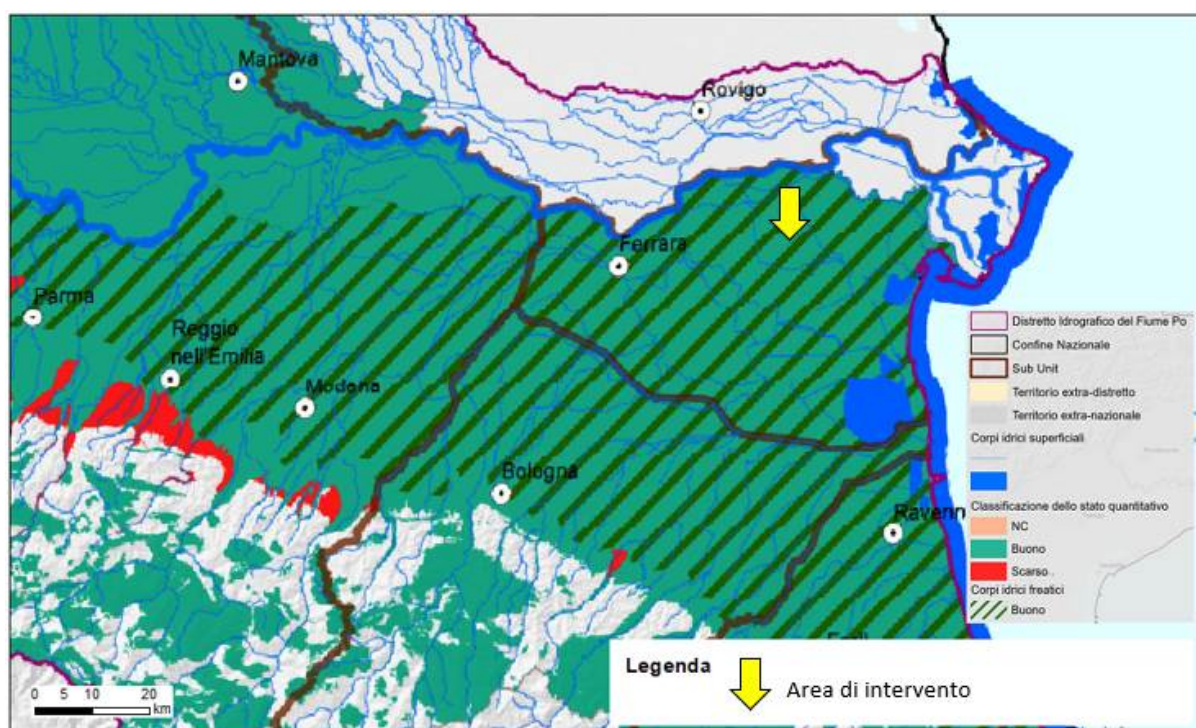 Mantova
Rovigo
Ferrara
Parma
Reggio
nell'Emilia
Modena
Bologna
Ravenn
Distretto Idrografico del Fiume Po
Confine Nazionale
Sub Unit
Territorio extra-distretto
Territorio extra-nazionale
Corpi idrici superficiali
Classificazione dello stato quantitativo
NC
Buono
Scarso
Corpi idrici freatici
Buono
Legenda
Area di intervento
0 5 10 20
km